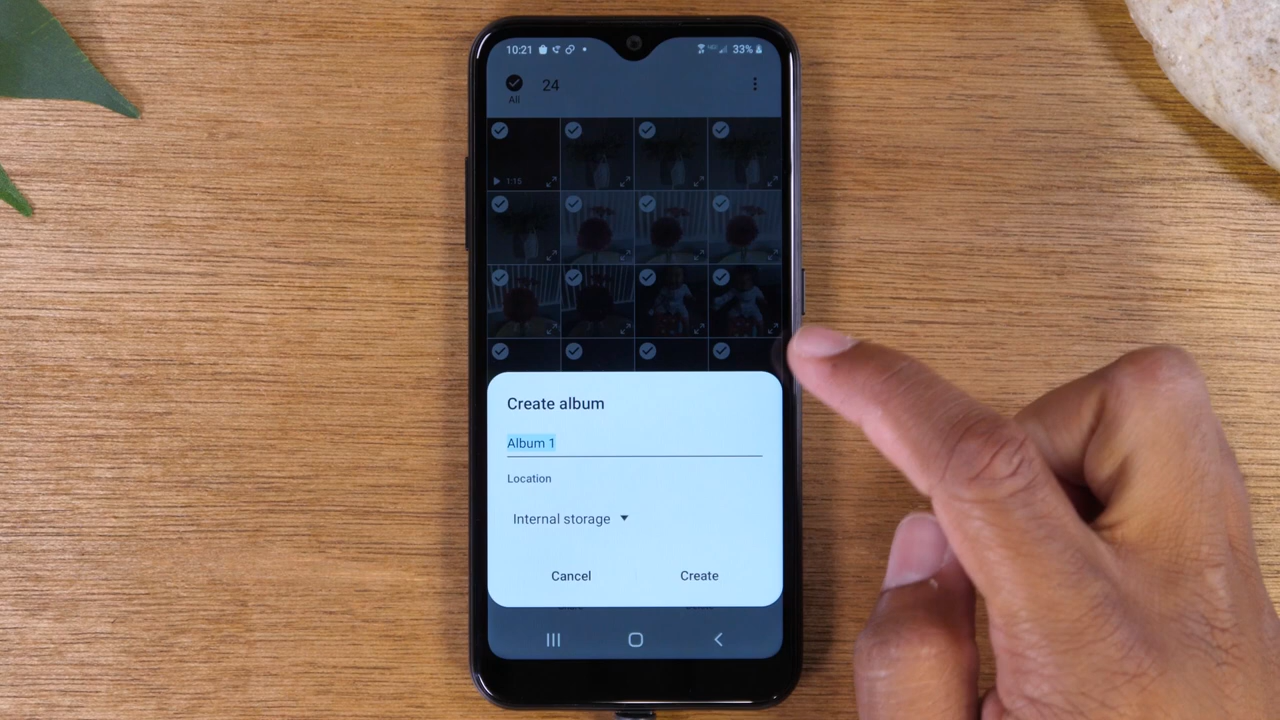 10:21 33%
24
All
1:15
Create album
Album 1
Location
Internal storage
Cancel Create